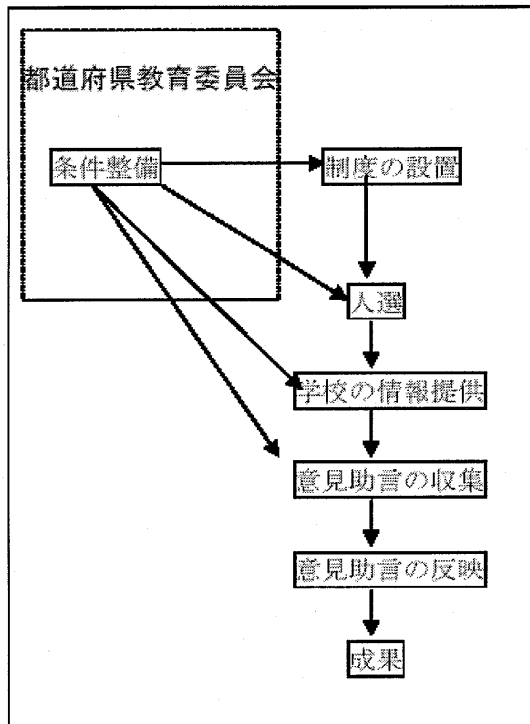 都道府県教育委員会
条件整備
制度の設置
人選
学校の情報提供
意見助言の収集
意見助言の反映
成果